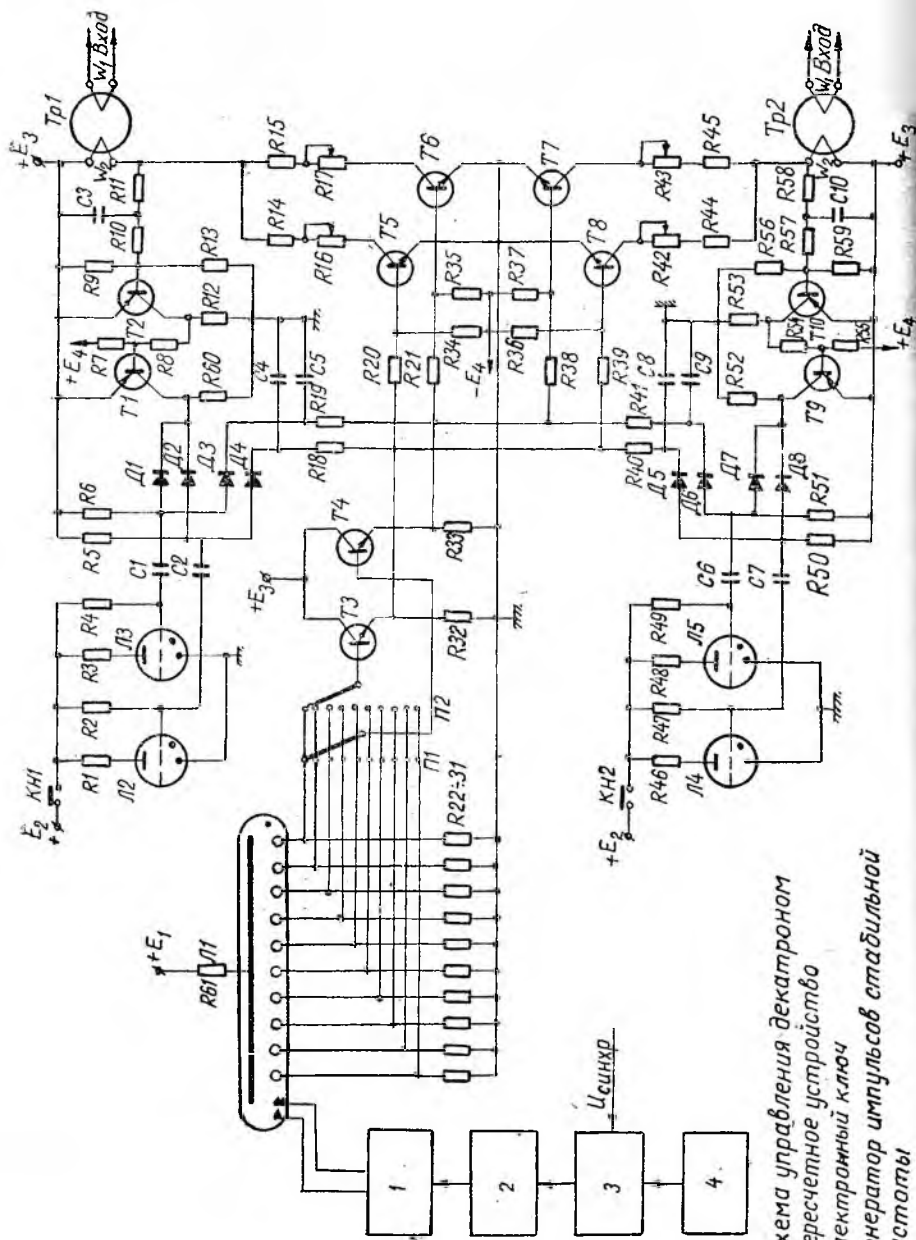 +E1
R61
Л1
R22÷31
П1
П2
1
2
3
4
Uсинхр
E2
+
КН1
R1
R2
R3
R4
Л2
Л3
C1
C2
R5
R6
Д1
Д2
Д3
Д4
T1
T2
+E4
R7
R8
R60
R9
R10
R11
R12
R13
C3
C4
C5
+E3
Тр1
W1 Вход
W2
R14
R15
R16
R17
R18
R19
R20
R21
T5
T6
T7
T8
+E3
T3
T4
R32
R33
R34
R35
R36
R37
-E4
R38
R39
R40
R41
R42
R43
R44
R45
+E2
КН2
R46
R47
R48
R49
Л4
Л5
C6
C7
R50
R51
Д5
Д6
Д7
Д8
C8
C9
R52
R53
R54
R55
T9
T10
R56
R57
R58
R59
C10
+E4
+E3
Тр2
W1 Вход
W2
хема управления декатроном
ересчетное устройство
лектронный ключ
нератор импульсов стабильной
стоты